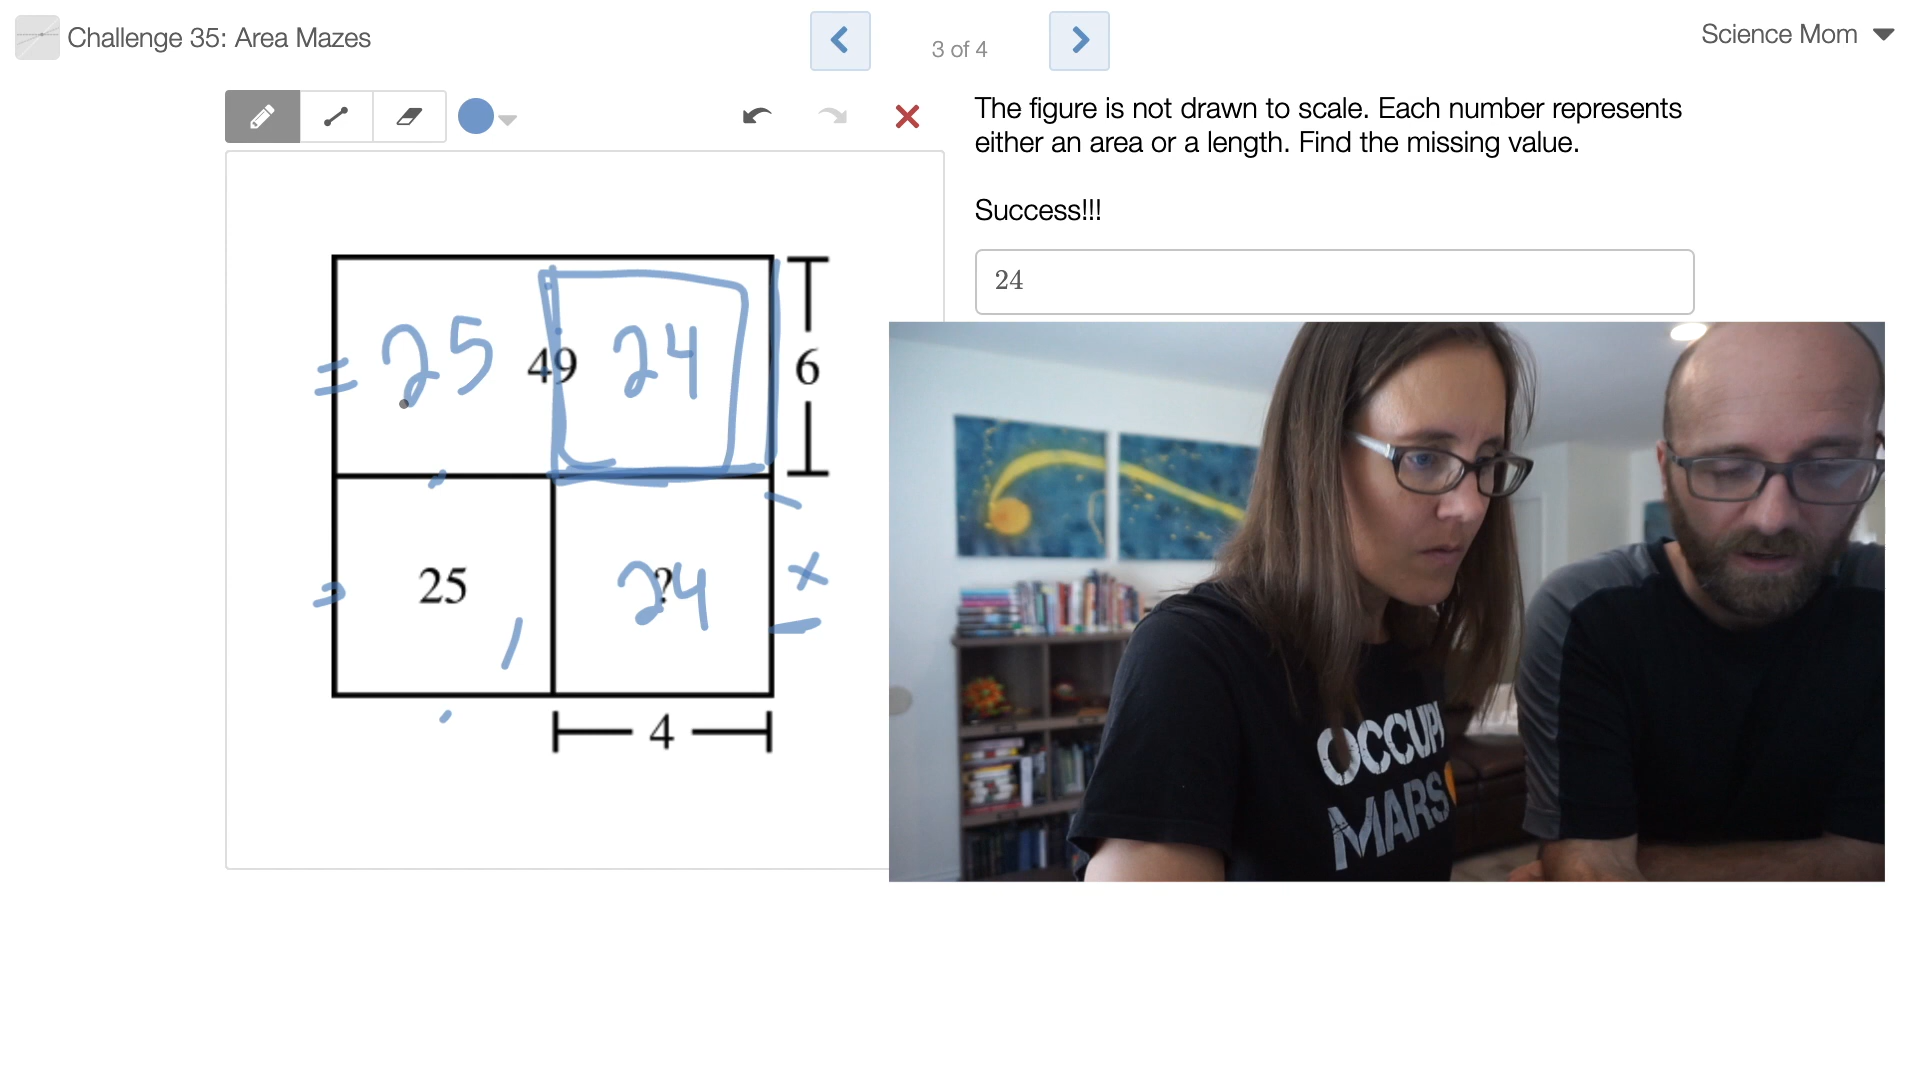 Challenge 35: Area Mazes
3 of 4
Science Mom
The figure is not drawn to scale. Each number represents
either an area or a length. Find the missing value.
Success!!!
24
= 25 49 24 6
= 25 ? 24 x
4
OCCUPY
MARS